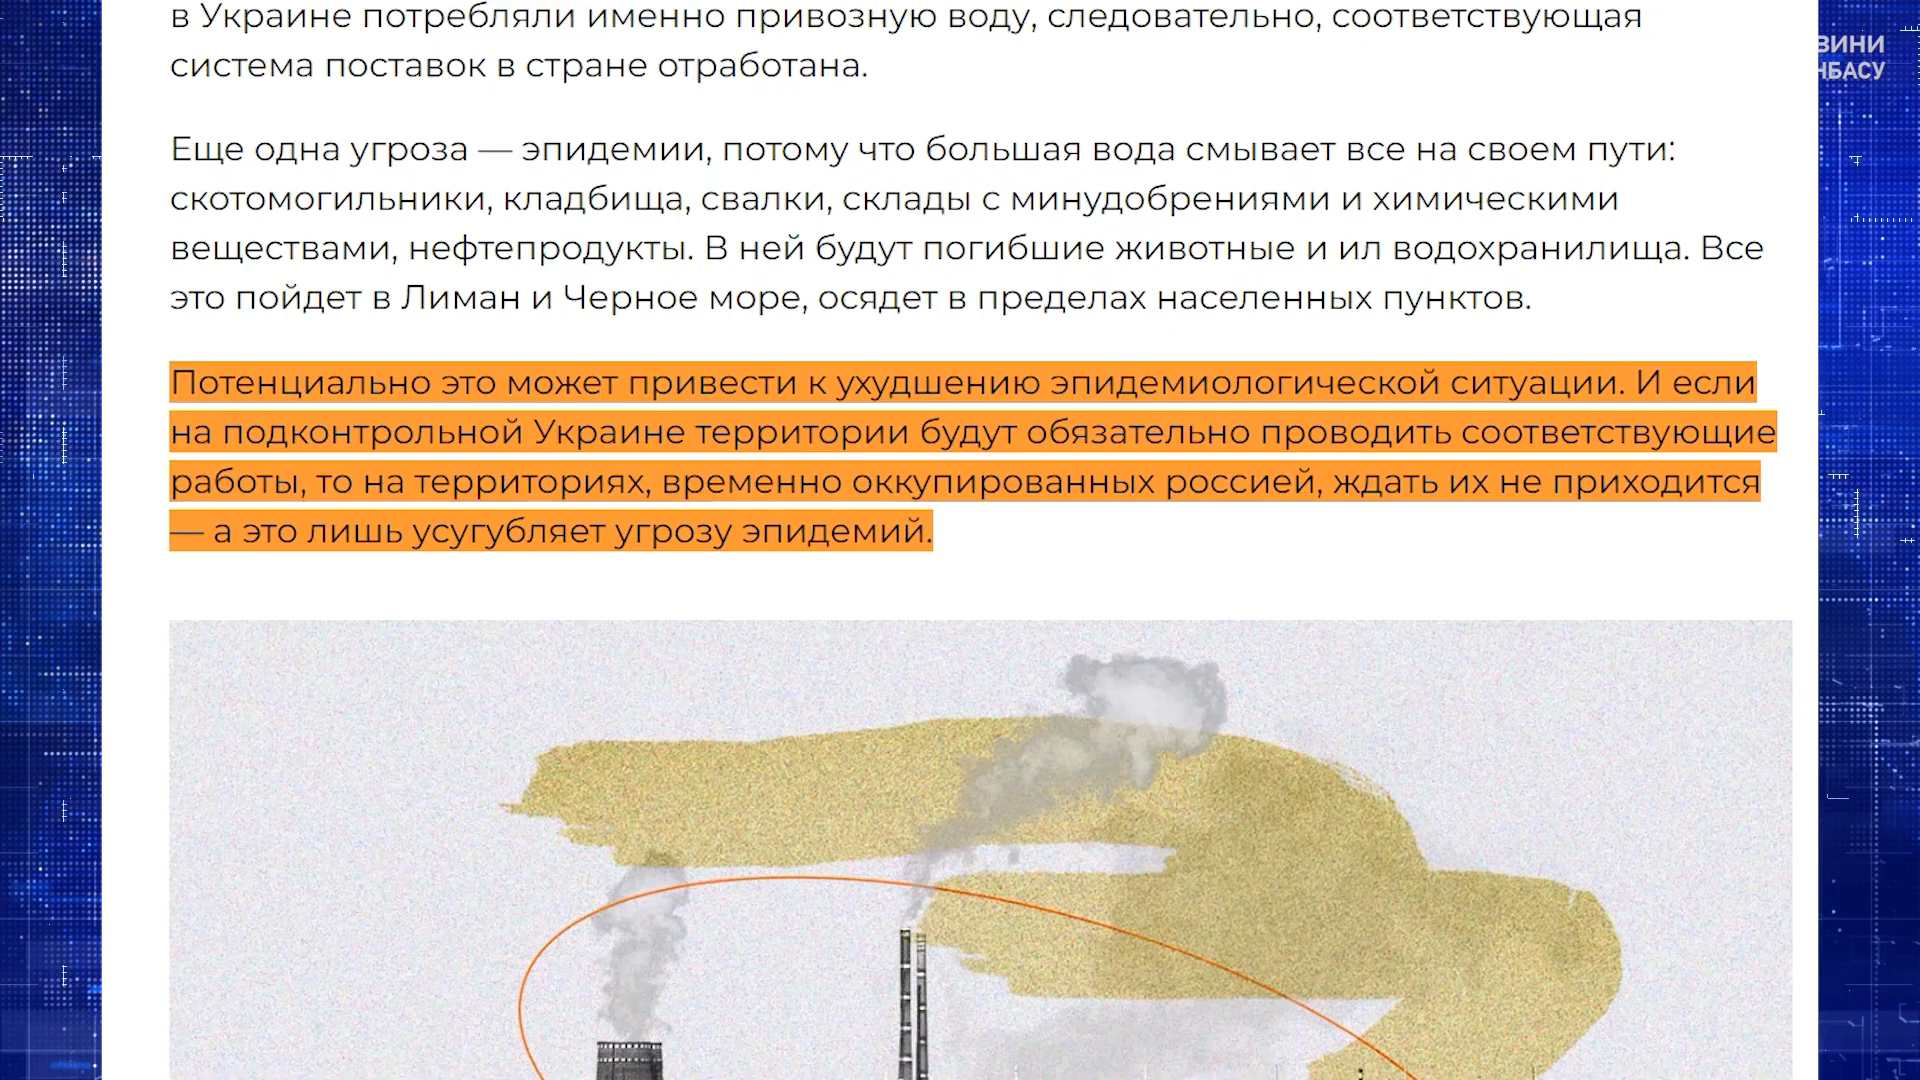 в Украине потребляли именно привозную воду, следовательно, соответствующая
система поставок в стране отработана.
Еще одна угроза — эпидемии, потому что большая вода смывает все на своем пути:
скотомогильники, кладбища, свалки, склады с минудобрениями и химическими
веществами, нефтепродукты. В ней будут погибшие животные и ил водохранилища. Все
это пойдет в Лиман и Черное море, осядет в пределах населенных пунктов.
Потенциально это может привести к ухудшению эпидемиологической ситуации. И если
на подконтрольной Украине территории будут обязательно проводить соответствующие
работы, то на территориях, временно оккупированных россией, ждать их не приходится
— а это лишь усугубляет угрозу эпидемий.